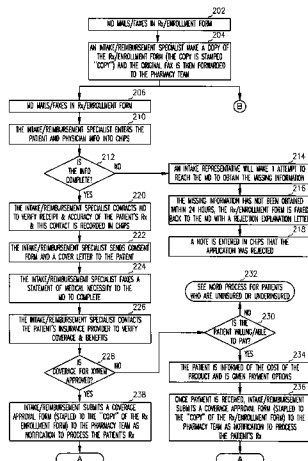 202
MD MAILS/FAXES IN Rx/ENROLLMENT FORM
204
AN INTAKE/REIMBURSEMENT SPECIALIST MAKE A COPY OF
THE Rx/ENROLLMENT FORM (THE COPY IS STAMPED
"COPY") AND THE ORIGINAL FAX IS THEN FORWARDED
TO THE PHARMACY TEAM
206
MD MAILS/FAXES IN Rx/ENROLLMENT FORM
B
210
THE INTAKE/REIMBURSEMENT SPECIALIST ENTERS THE
PATIENT AND PHYSICIAN INFO INTO CHIPS
212
IS
THE INFO
COMPLETE?
NO
YES
214
AN INTAKE REPRESENTATIVE WILL MAKE 1 ATTEMPT TO
REACH THE MD TO OBTAIN THE MISSING INFORMATION
216
THE MISSING INFORMATION HAS NOT BEEN OBTAINED
WITHIN 24 HOURS, THE Rx/ENROLLMENT FORM IS FAXED
BACK TO THE MD WITH A REJECTION EXPLANATION LETTER
218
A NOTE IS ENTERED IN CHIPS THAT THE
APPLICATION WAS REJECTED
220
THE INTAKE/REIMBURSEMENT SPECIALIST CONTACTS MD
TO VERIFY RECEIPT & ACCURACY OF THE PATIENT'S Rx
& THIS CONTACT IS RECORDED IN CHIPS
222
THE INTAKE/REIMBURSEMENT SPECIALIST SENDS CONSENT
FORM AND A COVER LETTER TO THE PATIENT
224
THE INTAKE/REIMBURSEMENT SPECIALIST FAXES A
STATEMENT OF MEDICAL NECESSITY TO THE
MD TO COMPLETE
226
THE INTAKE/REIMBURSEMENT SPECIALIST CONTACTS
THE PATIENT'S INSURANCE PROVIDER TO VERIFY
COVERAGE & BENEFITS
228
IS
COVERAGE FOR XYREM
APPROVED?
NO
YES
232
SEE NORD PROCESS FOR PATIENTS
WHO ARE UNINSURED OR UNDERINSURED
NO
230
IS THE
PATIENT WILLING/ABLE
TO PAY?
YES
234
THE PATIENT IS INFORMED OF THE COST OF THE
PRODUCT AND IS GIVEN PAYMENT OPTIONS
236
ONCE PAYMENT IS RECEIVED, INTAKE/REIMBURSEMENT
SUBMITS A COVERAGE APPROVAL FORM (STAPLED TO
THE "COPY" OF THE Rx ENROLLMENT FORM) TO THE
PHARMACY TEAM AS NOTIFICATION TO PROCESS
THE PATIENT'S Rx
238
INTAKE/REIMBURSEMENT SUBMITS A COVERAGE
APPROVAL FORM (STAPLED TO THE "COPY" OF THE Rx
ENROLLMENT FORM) TO THE PHARMACY TEAM AS
NOTIFICATION TO PROCESS THE PATIENT'S Rx
A
A